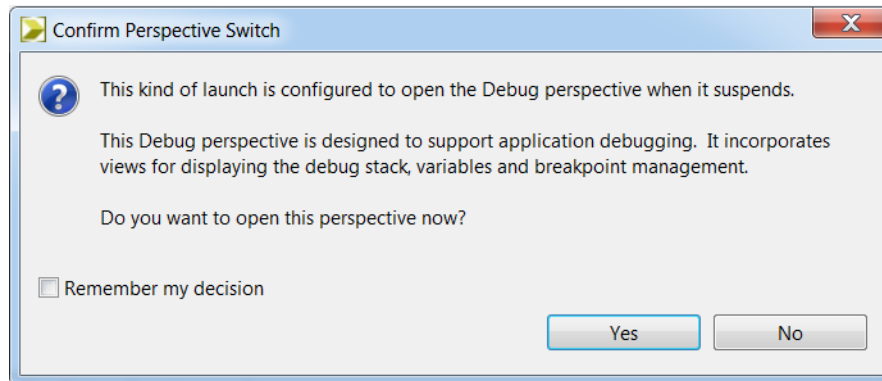 Confirm Perspective Switch
This kind of launch is configured to open the Debug perspective when it suspends.
This Debug perspective is designed to support application debugging.  It incorporates
views for displaying the debug stack, variables and breakpoint management.
Do you want to open this perspective now?
Remember my decision
Yes
No